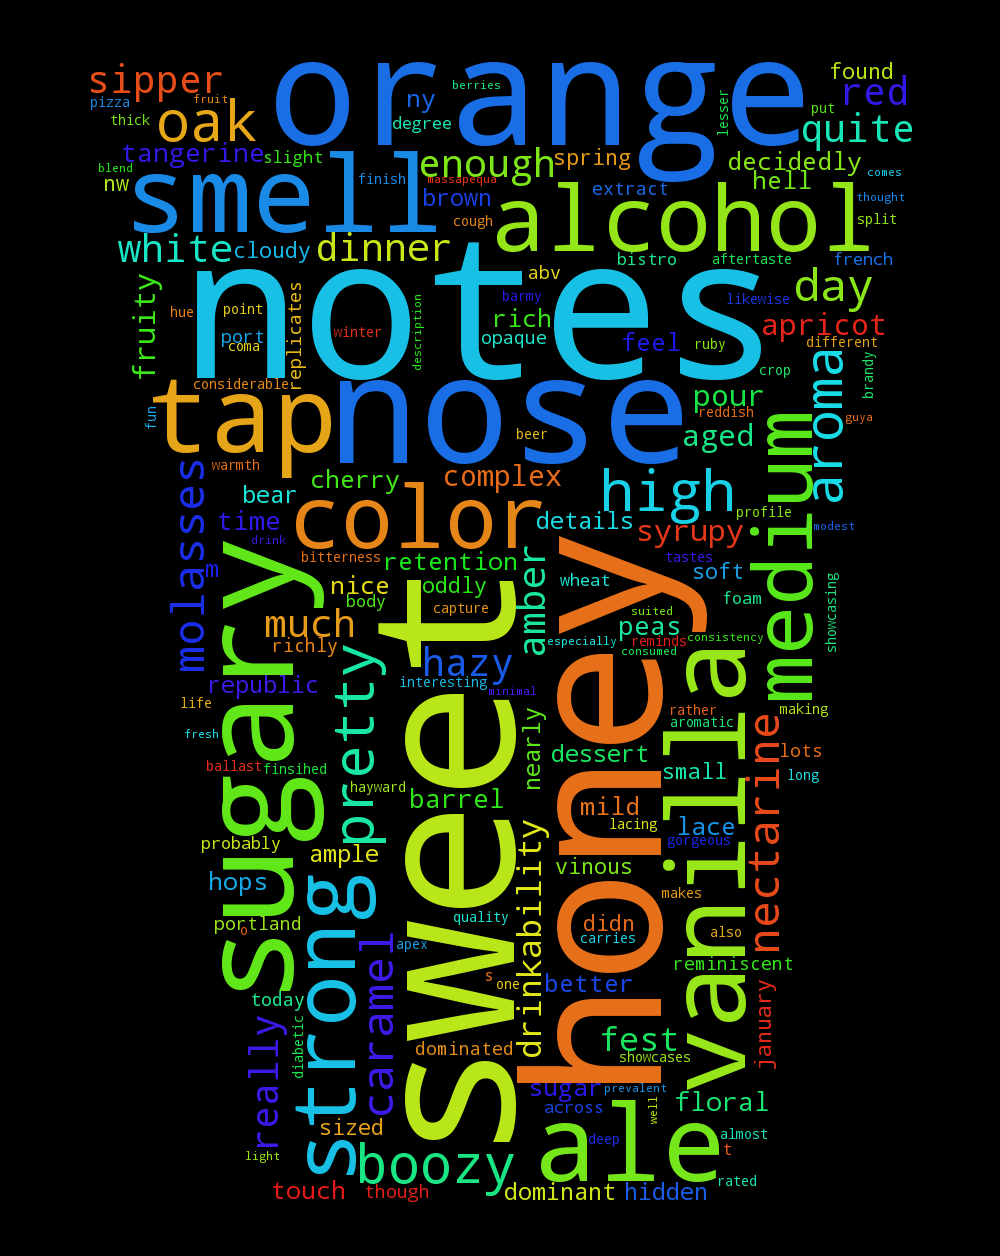 orange
berries
found
sipper
ny
red
pizza
fruit
lesser
put
thick
oak
degree
quite
tangerine
slight
enough
spring
decidedly
blend
nw
smell
finish
massapequa
brown
extract
hell
comes
thought
cough
alcohol
split
white
cloudy
dinner
bistro
aftertaste
french
notes
abv
day
fruity
hue
point
replicates
winter
description
barmy
likewise
port
coma
rich
opaque
feel
ruby
apricot
different
considerable
crop
aroma
brandy
tap
nose
pour
fun
reddish
guya
beer
aged
medium
warmth
molasses
cherry
complex
high
bear
color
details
profile
time
syrupy
modest
drink
bitterness
retention
amber
tastes
m
nice
oddly
wheat
soft
showcasing
body
capture
foam
sugary
much
sweet
honey
suited
peas
richly
especially
reminds
consistency
consumed
pretty
hazy
vanilla
republic
interesting
minimal
life
nearly
rather
making
aromatic
fresh
nectarine
ballast
finsihed
dessert
lots
small
long
hayward
barrel
mild
lacing
lace
probably
gorgeous
ample
drinkability
vinous
hops
strong
makes
portland
quality
didn
o
caramel
apex
carries
also
s
one
better
reminiscent
today
january
really
diabetic
dominated
fest
showcases
sugar
prevalent
across
well
floral
sized
ale
deep
almost
light
boozy
t
touch
though
dominant
hidden
rated